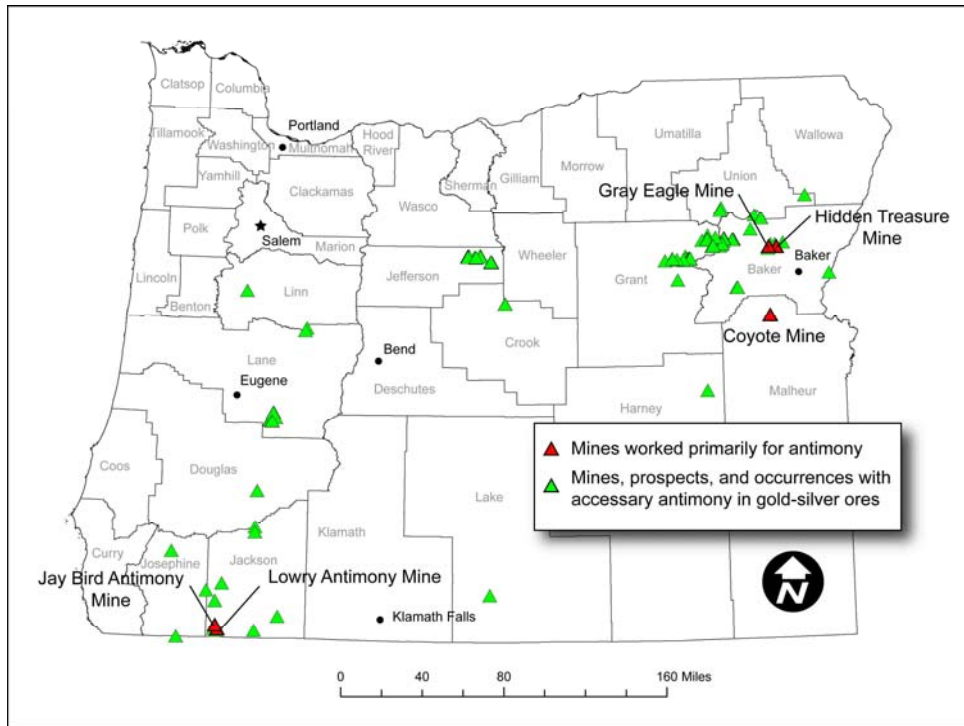 Clatsop
Columbia
Portland
Tillamook
Washington
Multnomah
Hood
River
Umatilla
Wallowa
Yamhill
Clackamas
Sherman
Gilliam
Morrow
Union
Gray Eagle Mine
Wasco
Hidden Treasure
Mine
Polk
Salem
Marion
Wheeler
Baker
Baker
Lincoln
Jefferson
Grant
Linn
Benton
Coyote Mine
Crook
Lane
Bend
Malheur
Eugene
Deschutes
Harney
Mines worked primarily for antimony
Mines, prospects, and occurrences with
accessary antimony in gold-silver ores
Coos
Douglas
Lake
Klamath
Curry
Josephine
Jackson
Jay Bird Antimony
Mine
Lowry Antimony Mine
N
Klamath Falls
0 40 80 160 Miles